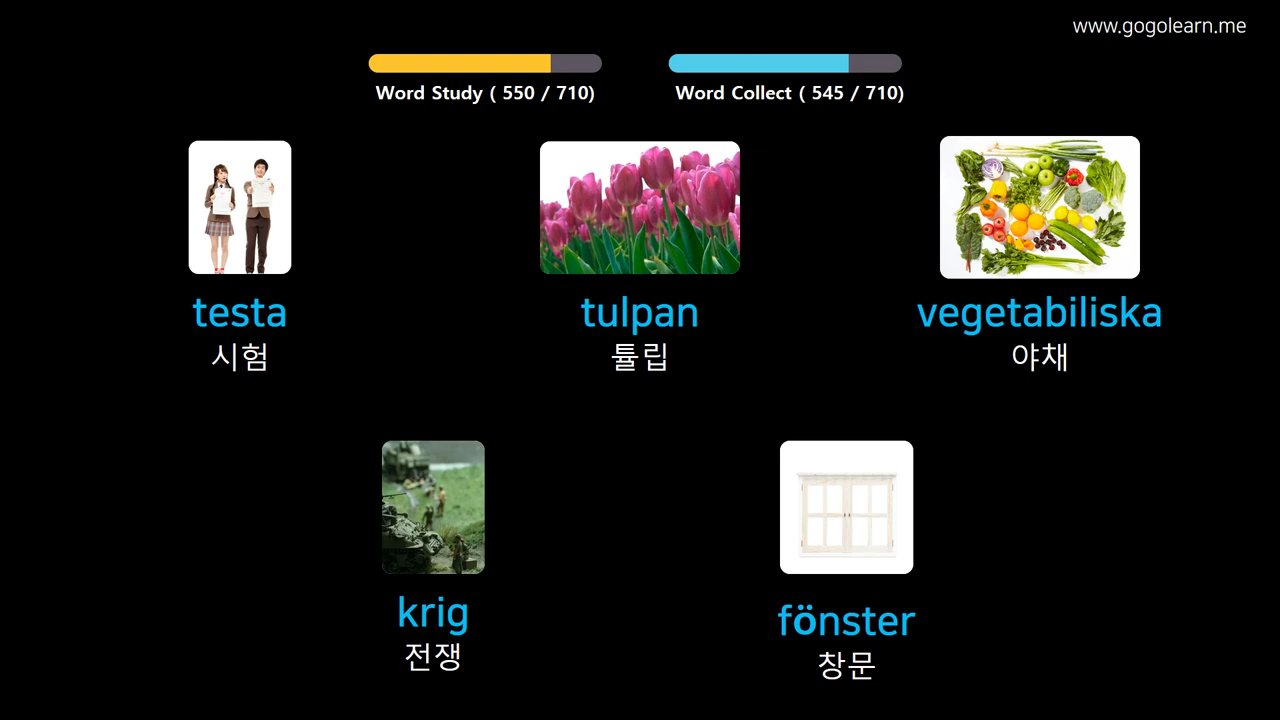 www.gogolearn.me
Word Study ( 550 / 710)
Word Collect ( 545 / 710)
testa
시험
tulpan
튤립
vegetabiliska
야채
krig
전쟁
fönster
창문